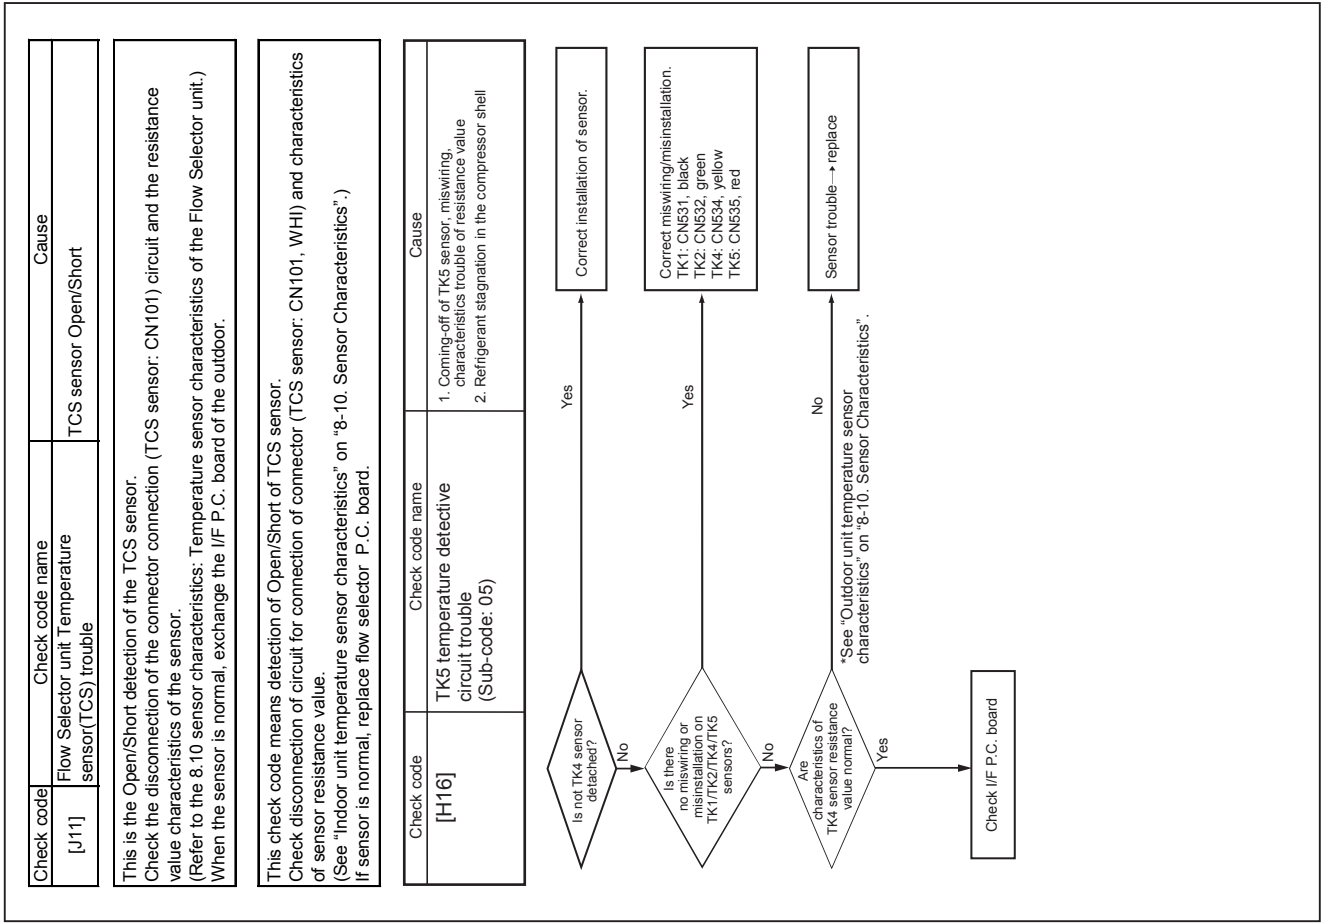 Check code
Check code name
Cause
[J11]
Flow Selector unit Temperature
sensor(TCS) trouble
TCS sensor Open/Short
This is the Open/Short detection of the TCS sensor.
Check the disconnection of the connector connection (TCS sensor: CN101) circuit and the resistance
value characteristics of the sensor.
(Refer to the 8.10 sensor characteristics: Temperature sensor characteristics of the Flow Selector unit.)
When the sensor is normal, exchange the I/F P.C. board of the outdoor.
This check code means detection of Open/Short of TCS sensor.
Check disconnection of circuit for connection of connector (TCS sensor: CN101, WHI) and characteristics
of sensor resistance value.
(See “Indoor unit temperature sensor characteristics” on “8-10. Sensor Characteristics”.)
If sensor is normal, replace flow selector P.C. board.
Check code
Check code name
Cause
[H16]
TK5 temperature detective
circuit trouble
(Sub-code: 05)
1. Coming-off of TK5 sensor, miswiring,
characteristics trouble of resistance value
2. Refrigerant stagnation in the compressor shell
Is not TK4 sensor
detached?
Yes
Correct installation of sensor.
No
Is there
no miswiring or
misinstallation on
TK1/TK2/TK4/TK5
sensors?
Yes
Correct miswiring/misinstallation.
TK1: CN531, black
TK2: CN532, green
TK4: CN534, yellow
TK5: CN535, red
No
Are
characteristics of
TK4 sensor resistance
value normal?
No
Sensor trouble→replace
*See “Outdoor unit temperature sensor
characteristics” on “8-10. Sensor Characteristics”.
Yes
Check I/F P.C. board